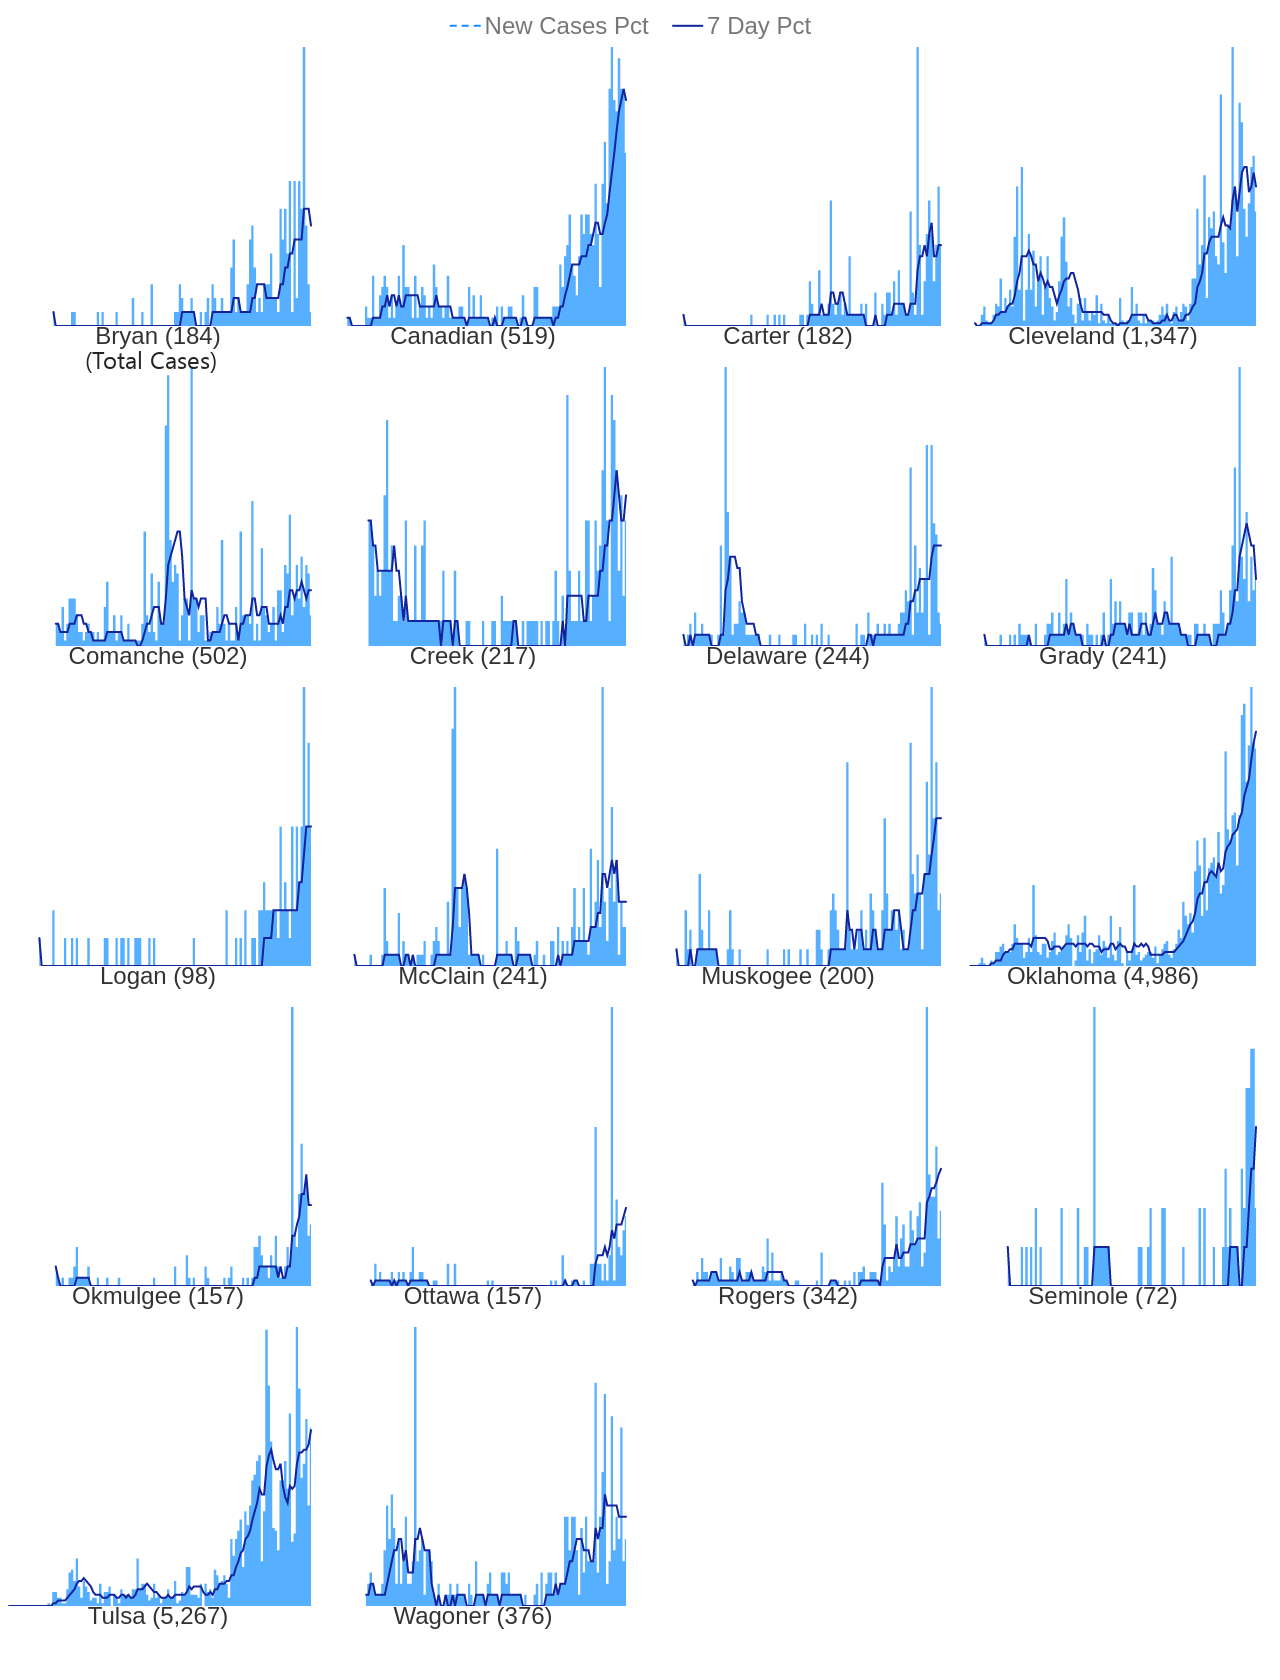 New Cases Pct 7 Day Pct
Bryan (184) Canadian (519) Carter (182) Cleveland (1,347)
(Total Cases)
Comanche (502) Creek (217) Delaware (244) Grady (241)
Logan (98) McClain (241) Muskogee (200) Oklahoma (4,986)
Okmulgee (157) Ottawa (157) Rogers (342) Seminole (72)
Tulsa (5,267) Wagoner (376)